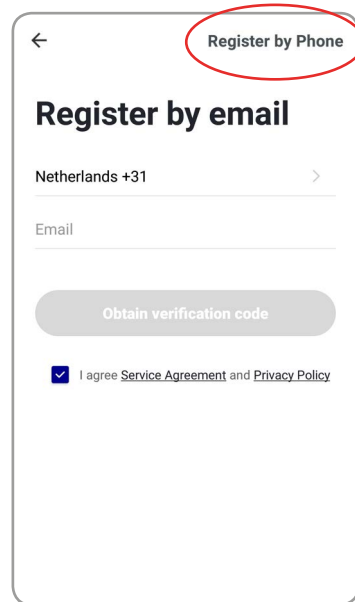 Register by Phone
Register by email
Netherlands +31
Email
Obtain verification code
I agree Service Agreement and Privacy Policy